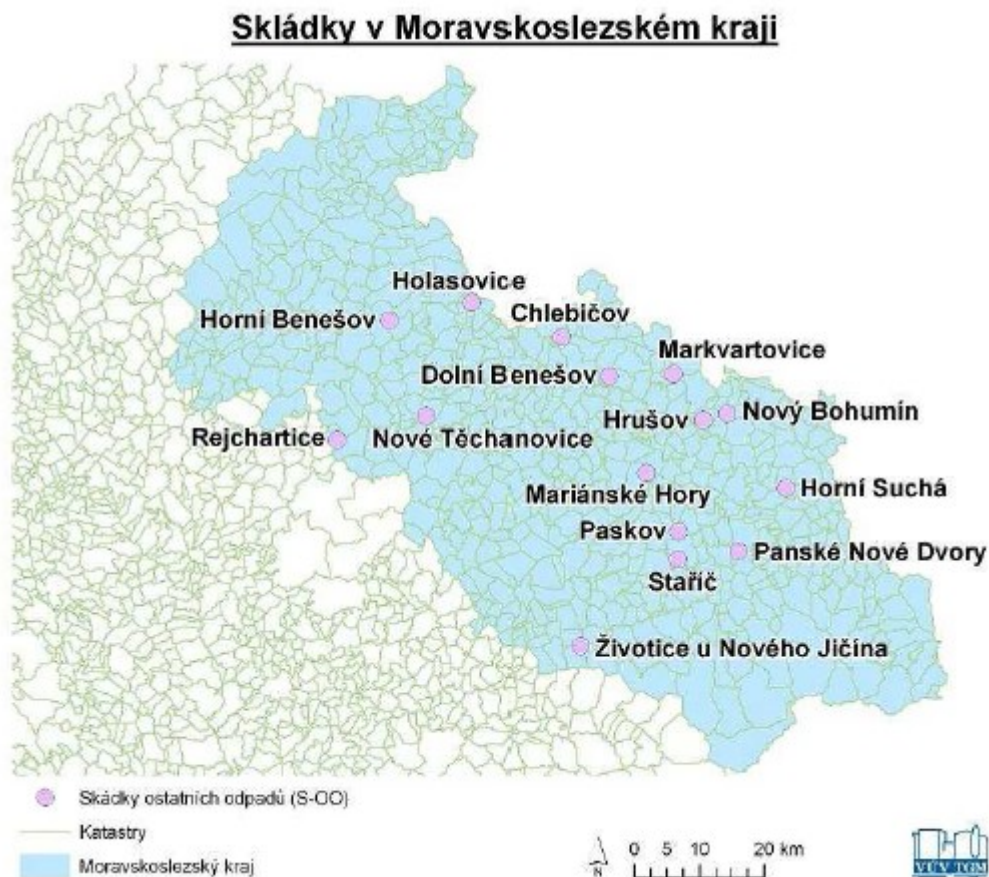 Skládky v Moravskoslezském kraji
Holasovice
Horní Benešov
Chlebičov
Markvartovice
Dolní Benešov
Nový Bohumín
Hrušov
Rejchartice
Nové Těchanovice
Mariánské Hory
Horní Suchá
Paskov
Panské Nové Dvory
Staříč
Životice u Nového Jičína
Skádky ostatních odpadů (S-OO)
Katastry
Moravskoslezský kraj
N
0 5 10 20 km
VÚV TGM